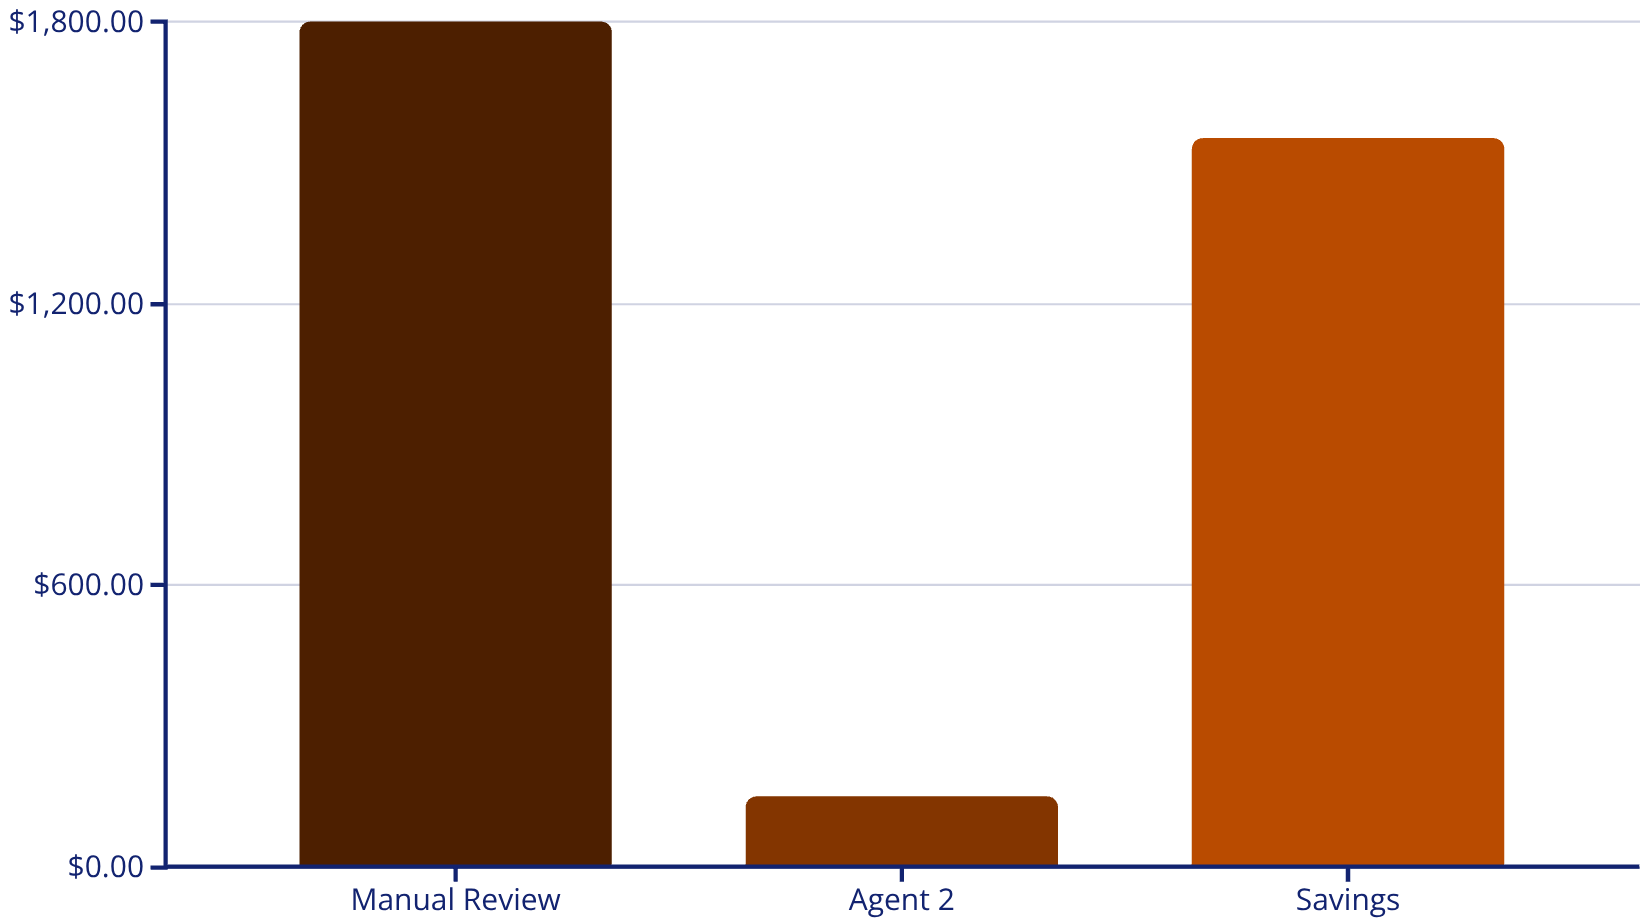 $1,800.00
$1,200.00
$600.00
$0.00
Manual Review
Agent 2
Savings